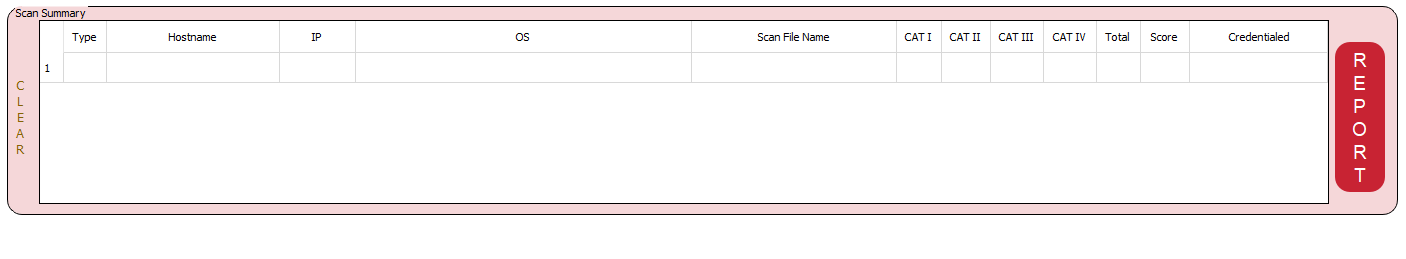 Scan Summary
Type Hostname IP OS Scan File Name CAT I CAT II CAT III CAT IV Total Score Credentialed
1
CLEAR
REPORT